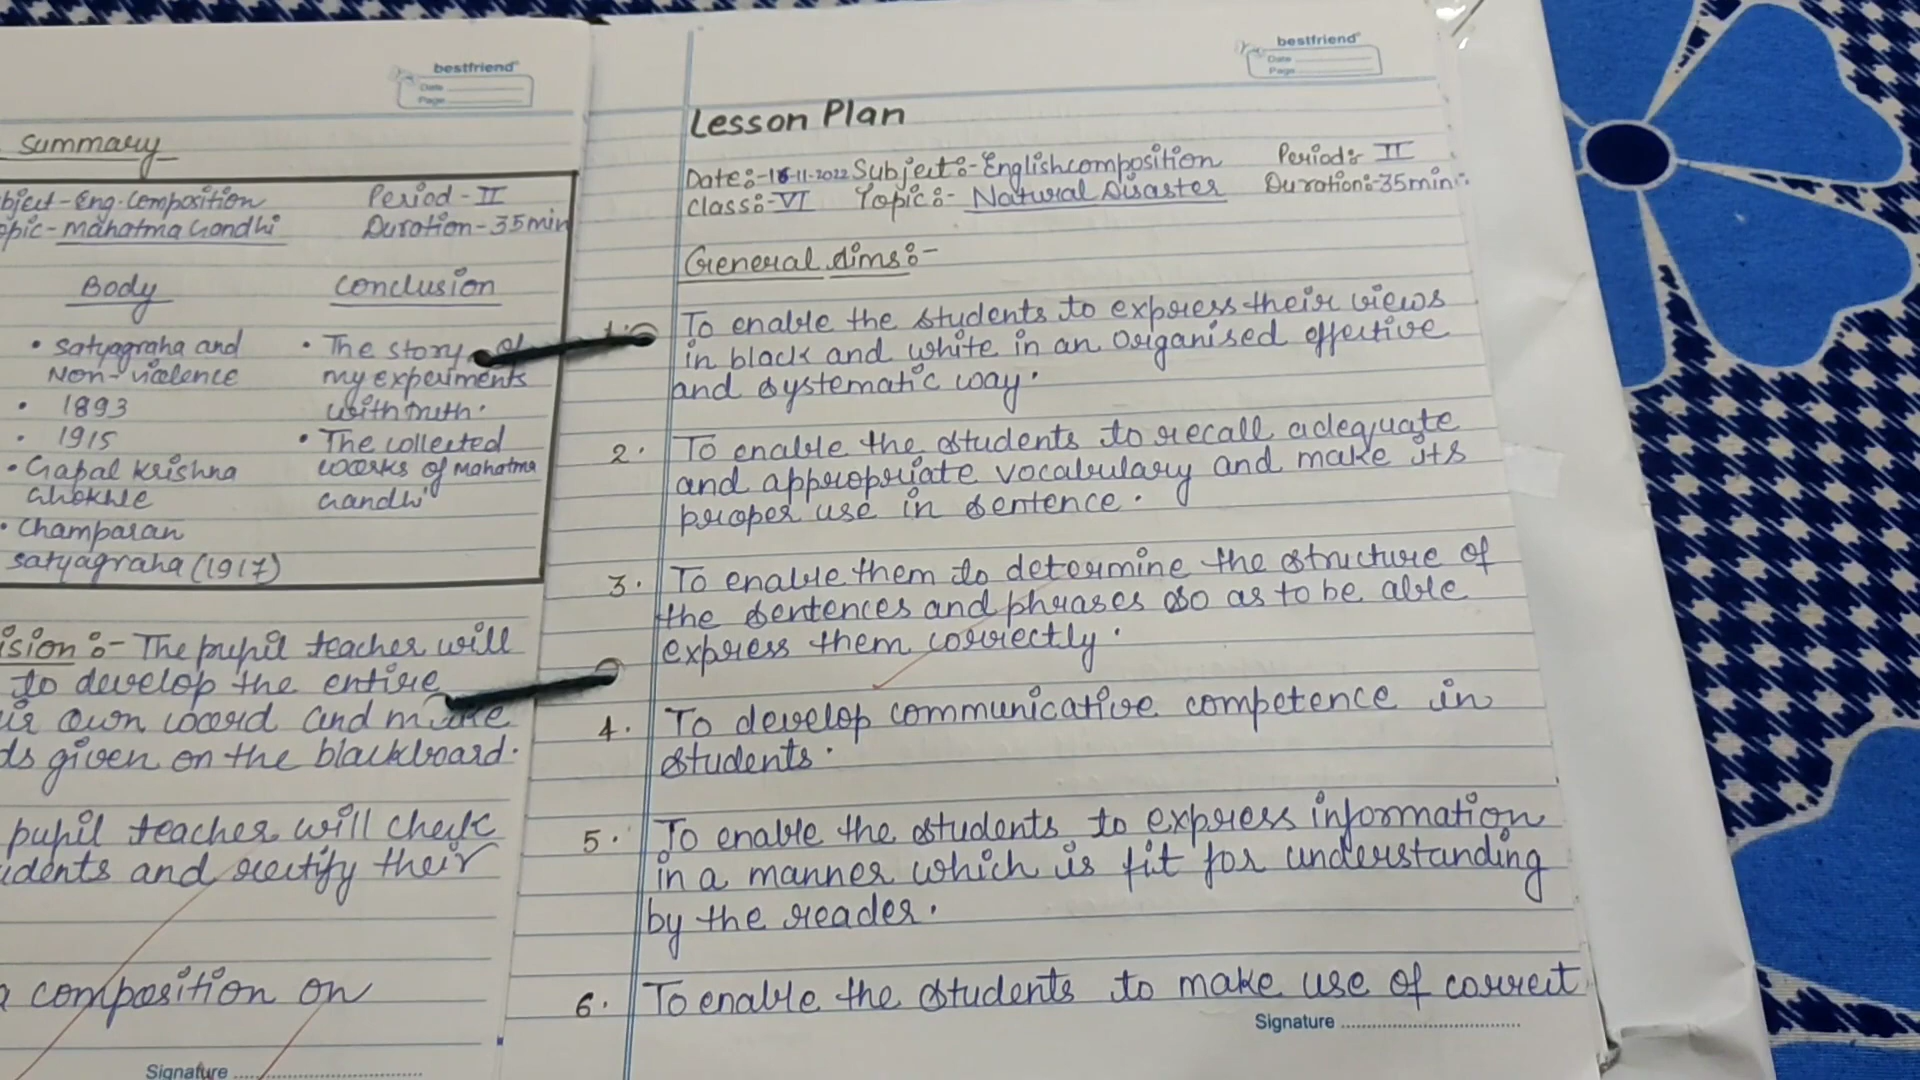 bestfriend
Date
Page
Summary
bject-Eng.Composition Period-II
opic-Mahatma Gandhi Duration-35min
Body Conclusion
• Satyagraha and • The story of
Non-violence my experiments
• 1893 with truth.
• 1915 • The collected
• Gapal Krishna works of Mahatma
Ghokhle Gandhi
• Champaran
Satyagraha (1917)
ision:- The pupil teacher will
to develop the entire
ir own word and make
ds given on the blackboard.
pupil teacher will check
udents and rectify their
a composition on
Signature
bestfriend
Date
Page
Lesson Plan
Date:- -11-2022 Subject:- English composition Period:- II
Class:- VI Topic:- Natural Disaster Duration:-35min:
General Aims:-
1. To enable the students to express their views
in black and white in an organised effective
and systematic way.
2. To enable the students to recall adequate
and appropriate vocabulary and make its
proper use in sentence.
3. To enable them to determine the structure of
the sentences and phrases so as to be able
express them correctly.
4. To develop communicative competence in
students.
5. To enable the students to express information
in a manner which is fit for understanding
by the reader.
6. To enable the students to make use of correct
Signature